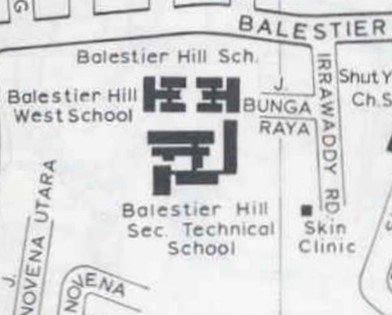 BALESTIER
Balestier Hill Sch.
Balestier Hill
West School
J.
BUNGA
RAYA
IRRAWADDY RD.
Shut Y
Ch.S
Balestier Hill
Sec. Technical
School
Skin
Clinic
J.
NOVENA UTARA
NOVENA